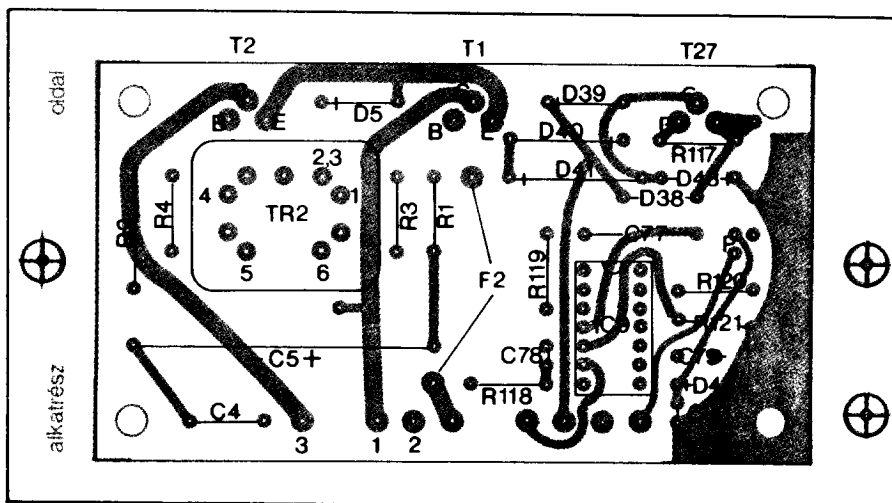 T2
T1
T27
oldal
B
E
D5
C
D39
B
E
D40
R117
2,3
D41
D38
4
1
R4
TR2
R3
R1
5
6
F2
C77
R119
R120
R121
C5+
C78
R118
C4
3
1
2
alkatrész